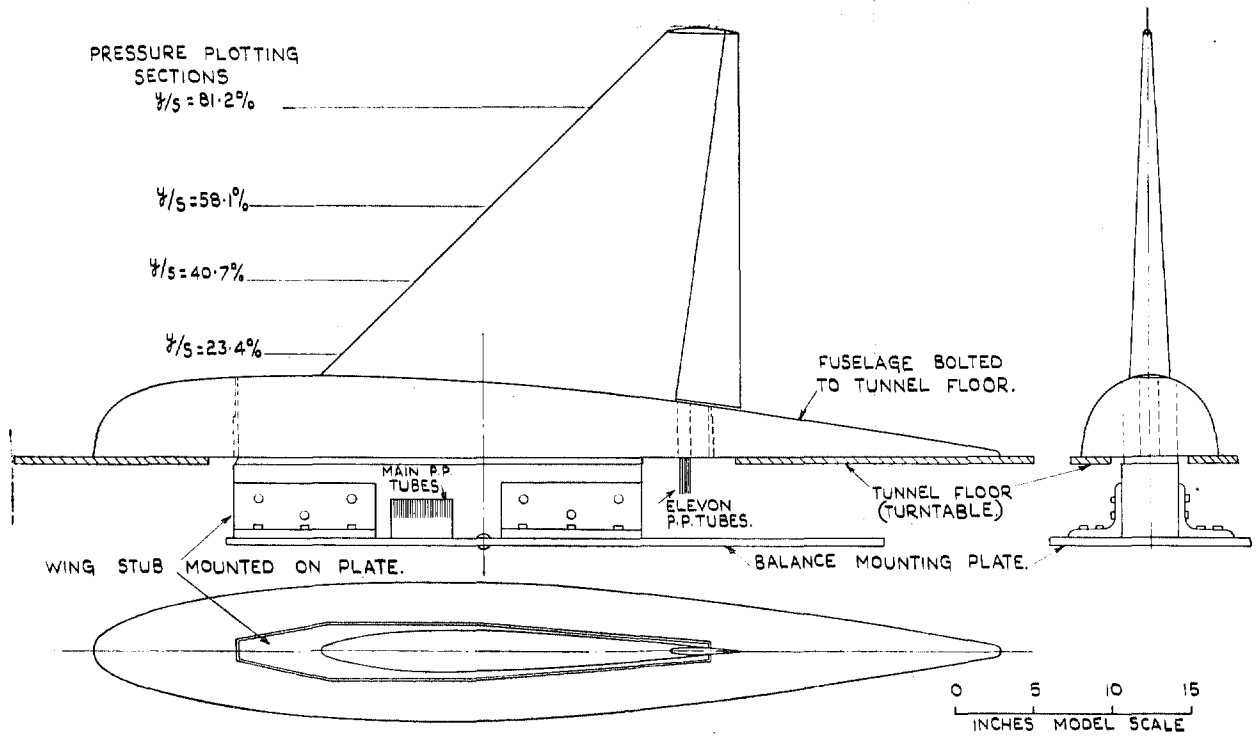 PRESSURE PLOTTING
SECTIONS
y/s = 81·2%
y/s = 58·1%
y/s = 40·7%
y/s = 23·4%
FUSELAGE BOLTED
TO TUNNEL FLOOR.
MAIN P.P.
TUBES.
ELEVON
P.P. TUBES.
TUNNEL FLOOR
(TURNTABLE)
WING STUB MOUNTED ON PLATE.
BALANCE MOUNTING PLATE.
0 5 10 15
INCHES MODEL SCALE